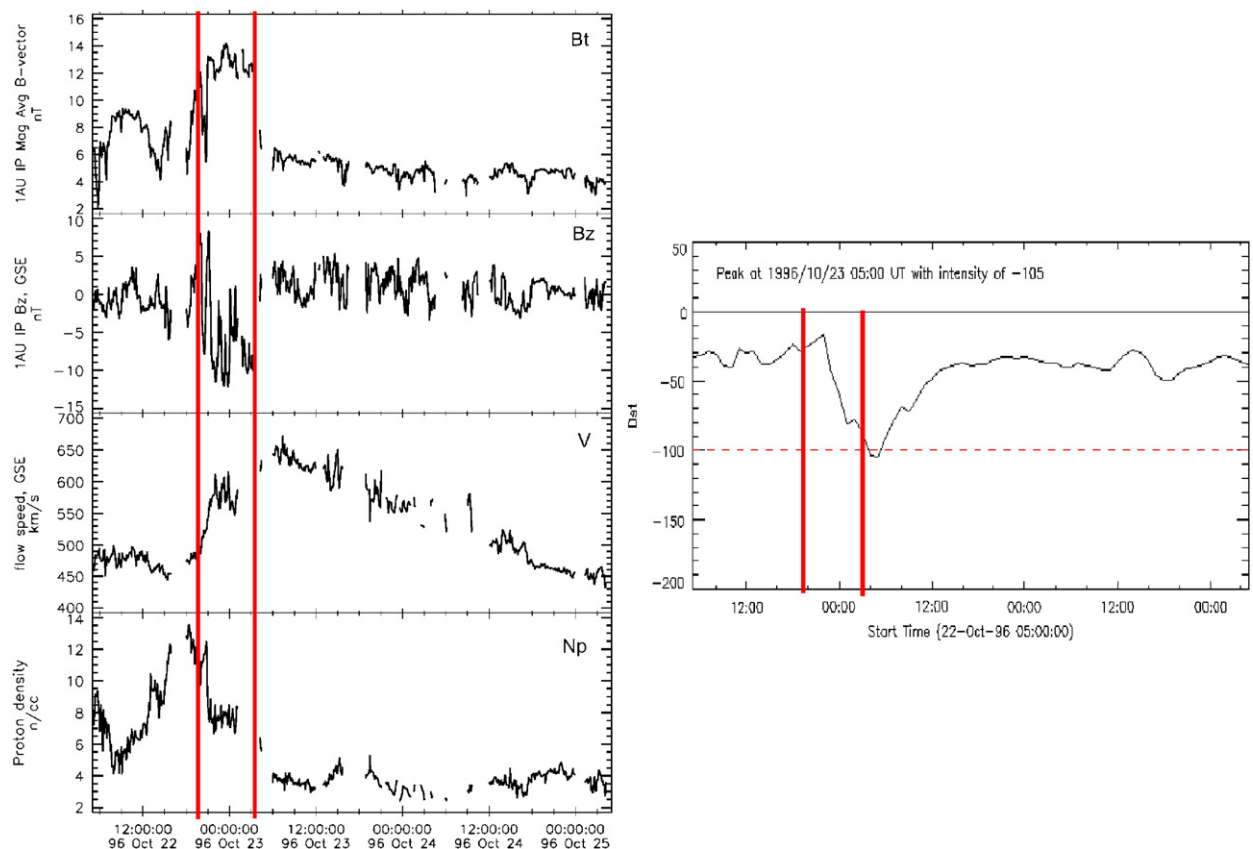 16
14
12
10
8
6
4
2
1AU IP Mag Avg B-vector
nT
Bt
10
5
0
-5
-10
-15
1AU IP Bz, GSE
nT
Bz
700
650
600
550
500
450
400
flow speed, GSE
km/s
V
14
12
10
8
6
4
2
Proton density
n/cc
Np
12:00:00 00:00:00 12:00:00 00:00:00 12:00:00 00:00:00
96 Oct 22 96 Oct 23 96 Oct 23 96 Oct 24 96 Oct 24 96 Oct 25
50
Peak at 1996/10/23 05:00 UT with intensity of -105
0
-50
-100
-150
-200
Dst
12:00 00:00 12:00 00:00 12:00 00:00
Start Time (22-Oct-96 05:00:00)